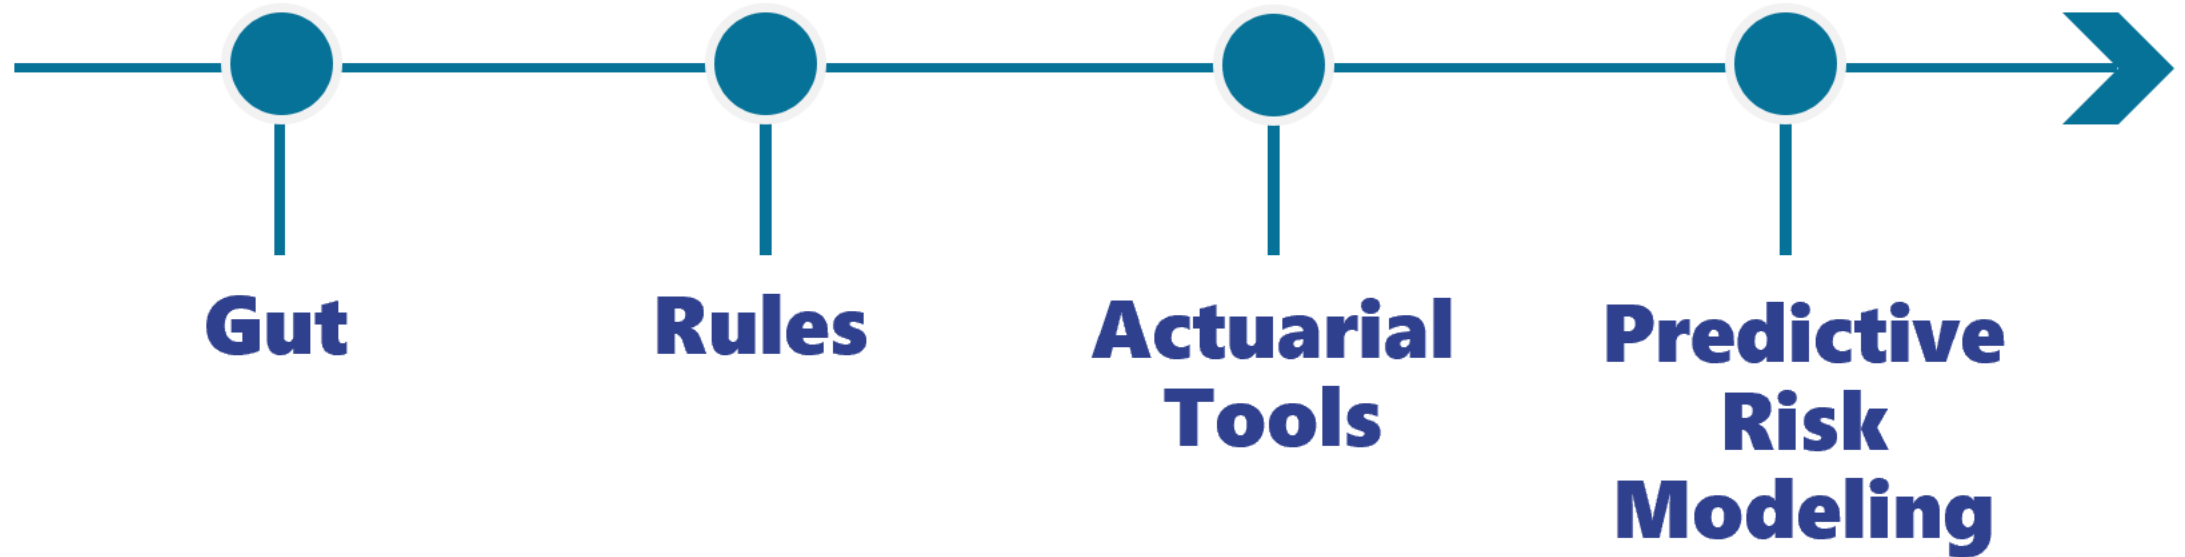 Gut
Rules
Actuarial
Tools
Predictive
Risk
Modeling